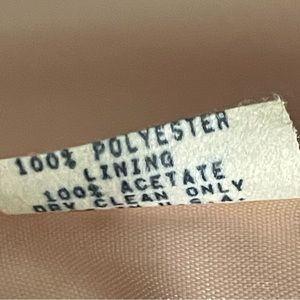 100% POLYESTER
LINING
100% ACETATE
DRY CLEAN ONLY
U.S.A.